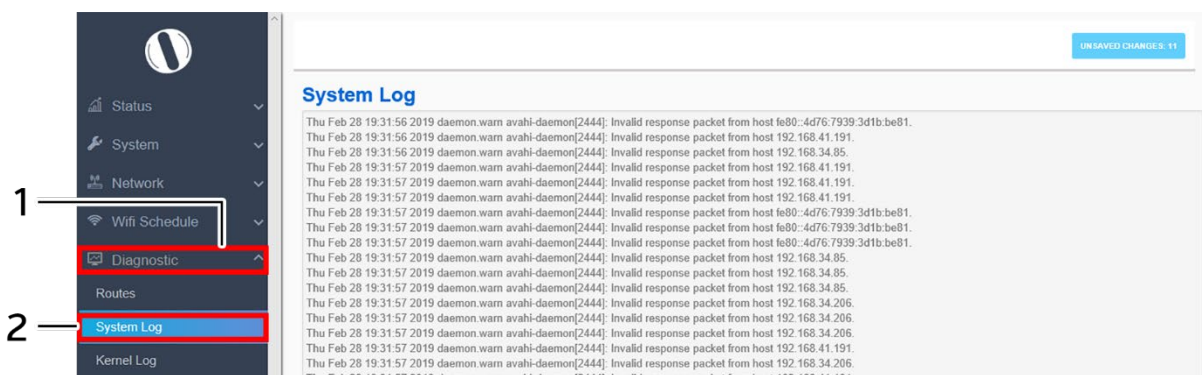 UNSAVED CHANGES: 11
Status
System
Network
Wifi Schedule
Diagnostic
Routes
System Log
Kernel Log
1
2
System Log
Thu Feb 28 19:31:56 2019 daemon.warn avahi-daemon[2444]: Invalid response packet from host fe80::4d76:7939:3d1b:be81.
Thu Feb 28 19:31:56 2019 daemon.warn avahi-daemon[2444]: Invalid response packet from host 192.168.41.191.
Thu Feb 28 19:31:56 2019 daemon.warn avahi-daemon[2444]: Invalid response packet from host 192.168.34.85.
Thu Feb 28 19:31:57 2019 daemon.warn avahi-daemon[2444]: Invalid response packet from host 192.168.41.191.
Thu Feb 28 19:31:57 2019 daemon.warn avahi-daemon[2444]: Invalid response packet from host 192.168.41.191.
Thu Feb 28 19:31:57 2019 daemon.warn avahi-daemon[2444]: Invalid response packet from host 192.168.41.191.
Thu Feb 28 19:31:57 2019 daemon.warn avahi-daemon[2444]: Invalid response packet from host fe80::4d76:7939:3d1b:be81.
Thu Feb 28 19:31:57 2019 daemon.warn avahi-daemon[2444]: Invalid response packet from host fe80::4d76:7939:3d1b:be81.
Thu Feb 28 19:31:57 2019 daemon.warn avahi-daemon[2444]: Invalid response packet from host fe80::4d76:7939:3d1b:be81.
Thu Feb 28 19:31:57 2019 daemon.warn avahi-daemon[2444]: Invalid response packet from host 192.168.34.85.
Thu Feb 28 19:31:57 2019 daemon.warn avahi-daemon[2444]: Invalid response packet from host 192.168.34.85.
Thu Feb 28 19:31:57 2019 daemon.warn avahi-daemon[2444]: Invalid response packet from host 192.168.34.85.
Thu Feb 28 19:31:57 2019 daemon.warn avahi-daemon[2444]: Invalid response packet from host 192.168.34.206.
Thu Feb 28 19:31:57 2019 daemon.warn avahi-daemon[2444]: Invalid response packet from host 192.168.34.206.
Thu Feb 28 19:31:57 2019 daemon.warn avahi-daemon[2444]: Invalid response packet from host 192.168.34.206.
Thu Feb 28 19:31:57 2019 daemon.warn avahi-daemon[2444]: Invalid response packet from host 192.168.41.191.
Thu Feb 28 19:31:57 2019 daemon.warn avahi-daemon[2444]: Invalid response packet from host 192.168.34.206.